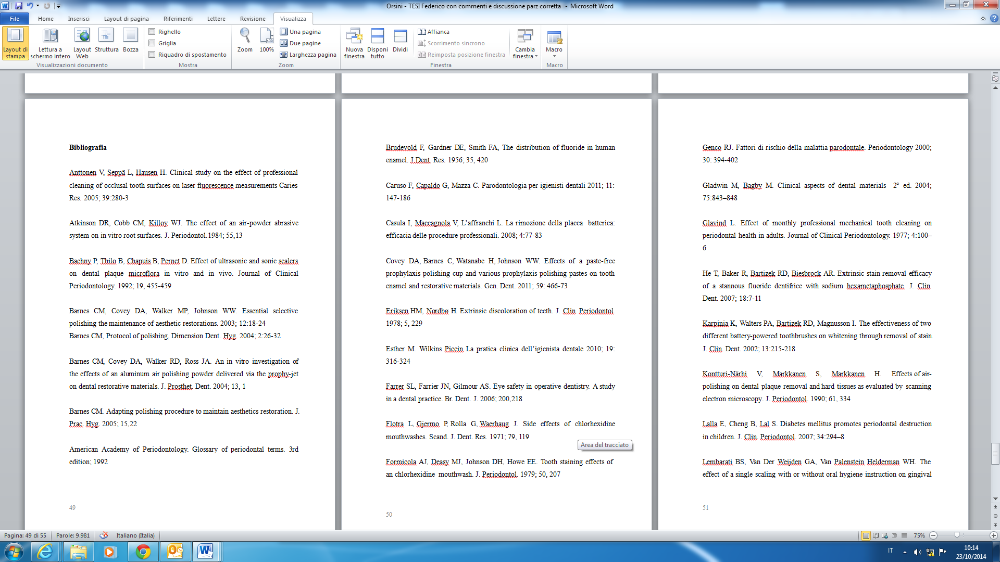 Orsini - TESI Federico con commenti e discussione parz corretta - Microsoft Word
File Home Inserisci Layout di pagina Riferimenti Lettere Revisione Visualizza
Layout di stampa
Lettura a schermo intero
Layout Web
Struttura
Bozza
Visualizzazioni documento
Righello
Griglia
Riquadro di spostamento
Mostra
Zoom
100%
Una pagina
Due pagine
Larghezza pagina
Zoom
Nuova finestra
Disponi tutto
Dividi
Affianca
Scorrimento sincrono
Reimposta posizione finestra
Finestra
Cambia finestra
Macro
Macro
Bibliografia
Anttonen V, Seppä L, Hausen H. Clinical study on the effect of professional
cleaning of occlusal tooth surfaces on laser fluorescence measurements Caries
Res. 2005; 39:280-3
Atkinson DR, Cobb CM, Killoy WJ. The effect of an air-powder abrasive
system on in vitro root surfaces. J. Periodontol.1984; 55,13
Baehny P, Thilo B, Chapuis B, Pernet D. Effect of ultrasonic and sonic scalers
on dental plaque microflora in vitro and in vivo. Journal of Clinical
Periodontology. 1992; 19, 455-459
Barnes CM, Covey DA, Walker MP, Johnson WW. Essential selective
polishing the maintenance of aesthetic restorations. 2003; 12:18-24
Barnes CM, Protocol of polishing, Dimension Dent. Hyg. 2004; 2:26-32
Barnes CM, Covey DA, Walker RD, Ross JA. An in vitro investigation of
the effects of an aluminum air polishing powder delivered via the prophy-jet
on dental restorative materials. J. Prosthet. Dent. 2004; 13, 1
Barnes CM. Adapting polishing procedure to maintain aesthetics restoration. J.
Prac. Hyg. 2005; 15,22
American Academy of Periodontology. Glossary of periodontal terms. 3rd
edition; 1992
49
Brudevold F, Gardner DE, Smith FA, The distribution of fluoride in human
enamel. J.Dent. Res. 1956; 35, 420
Caruso F, Capaldo G, Mazza C. Parodontologia per igienisti dentali 2011; 11:
147-186
Casula I, Maccagnola V, L'affranchi L. La rimozione della placca batterica:
efficacia delle procedure professionali. 2008; 4:77-83
Covey DA, Barnes C, Watanabe H, Johnson WW. Effects of a paste-free
prophylaxis polishing cup and various prophylaxis polishing pastes on tooth
enamel and restorative materials. Gen. Dent. 2011; 59: 466-73
Eriksen HM, Nordbø H. Extrinsic discoloration of teeth. J. Clin. Periodontol.
1978; 5, 229
Esther M. Wilkins Piccin La pratica clinica dell'igienista dentale 2010; 19:
316-324
Farrer SL, Farrier JN, Gilmour AS. Eye safety in operative dentistry. A study
in a dental practice. Br. Dent. J. 2006; 200,218
Flotra L, Gjermo P, Rolla G, Waerhaug J. Side effects of chlorhexidine
mouthwashes. Scand. J. Dent. Res. 1971; 79, 119
Area del tracciato
Formicola AJ, Deasy MJ, Johnson DH, Howe EE. Tooth staining effects of
an chlorhexidine mouthwash. J. Periodontol. 1979; 50, 207
50
Genco RJ. Fattori di rischio della malattia parodontale. Periodontology 2000;
30: 394-402
Gladwin M, Bagby M. Clinical aspects of dental materials 2° ed. 2004;
75:843–848
Glavind L. Effect of monthly professional mechanical tooth cleaning on
periodontal health in adults. Journal of Clinical Periodontology. 1977; 4:100–
6
He T, Baker R, Bartizek RD, Biesbrock AR. Extrinsic stain removal efficacy
of a stannous fluoride dentifrice with sodium hexametaphosphate. J. Clin.
Dent. 2007; 18:7-11
Karpinia K, Walters PA, Bartizek RD, Magnusson I. The effectiveness of two
different battery-powered toothbrushes on whitening through removal of stain.
J. Clin. Dent. 2002; 13:215-218
Kontturi-Närhi V, Markkanen S, Markkanen H. Effects of air-
polishing on dental plaque removal and hard tissues as evaluated by scanning
electron microscopy. J. Periodontol. 1990; 61, 334
Lalla E, Cheng B, Lal S. Diabetes mellitus promotes periodontal destruction
in children. J. Clin. Periodontol. 2007; 34:294–8
Lembarati BS, Van Der Weijden GA, Van Palenstein Helderman WH. The
effect of a single scaling with or without oral hygiene instruction on gingival
51
Pagina: 49 di 55 Parole: 9.981 Italiano (Italia) 75%
IT 10:14
23/10/2014